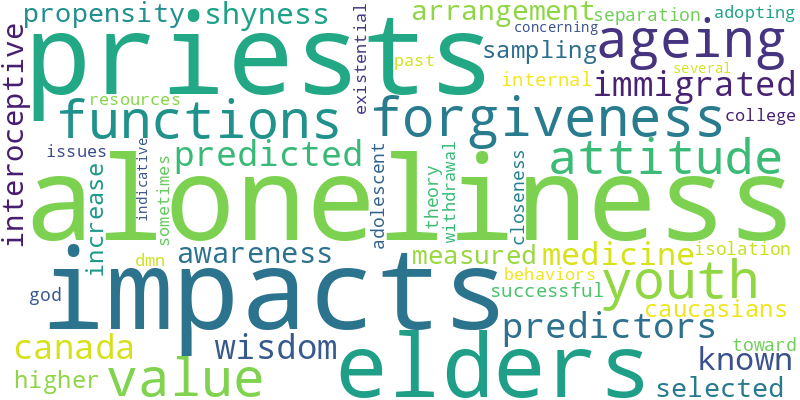 propensity shyness existential arrangement separation adopting
priests concerning
past sampling ageing
interoceptive resources internal several
functions forgiveness immigrated
college
issues indicative predicted adolescent theory withdrawal closeness attitude
increase sometimes aloneliness
awareness measured medicine isolation
dmn impacts behaviors youth
god successful caucasians
canada wisdom elders predictors toward
known
higher value selected